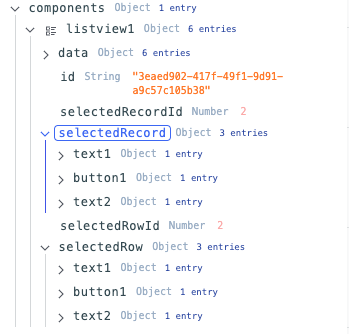 components Object 1 entry
listview1 Object 6 entries
data Object 6 entries
id String "3eaed902-417f-49f1-9d91-
a9c57c105b38"
selectedRecordId Number 2
selectedRecord Object 3 entries
text1 Object 1 entry
button1 Object 1 entry
text2 Object 1 entry
selectedRowId Number 2
selectedRow Object 3 entries
text1 Object 1 entry
button1 Object 1 entry
text2 Object 1 entry